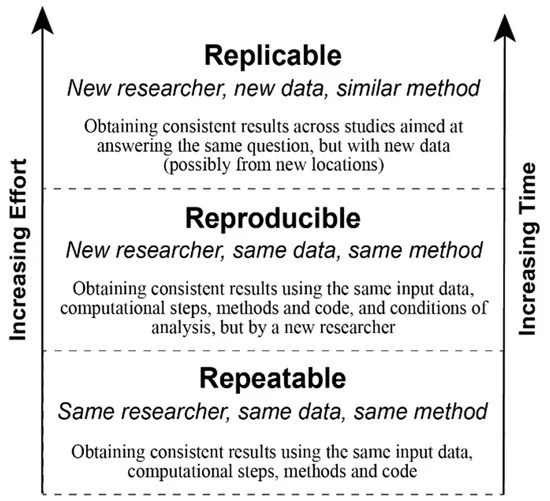 Replicable
New researcher, new data, similar method
Obtaining consistent results across studies aimed at
answering the same question, but with new data
(possibly from new locations)
Reproducible
New researcher, same data, same method
Obtaining consistent results using the same input data,
computational steps, methods and code, and conditions of
analysis, but by a new researcher
Repeatable
Same researcher, same data, same method
Obtaining consistent results using the same input data,
computational steps, methods and code
Increasing Effort
Increasing Time